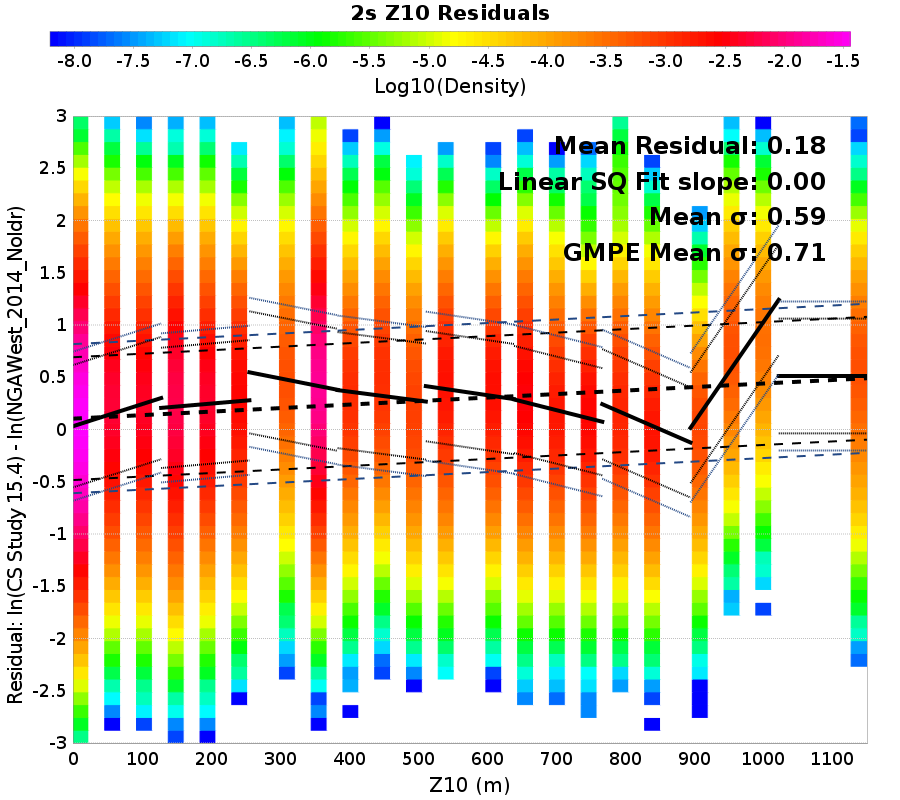 2s Z10 Residuals
-8.0 -7.5 -7.0 -6.5 -6.0 -5.5 -5.0 -4.5 -4.0 -3.5 -3.0 -2.5 -2.0 -1.5
Log10(Density)
Mean Residual: 0.18
Linear SQ Fit slope: 0.00
Mean σ: 0.59
GMPE Mean σ: 0.71
Residual: ln(CS Study 15.4) - ln(NGAWest_2014_NoIdr)
3
2.5
2
1.5
1
0.5
0
-0.5
-1
-1.5
-2
-2.5
-3
0 100 200 300 400 500 600 700 800 900 1000 1100
Z10 (m)